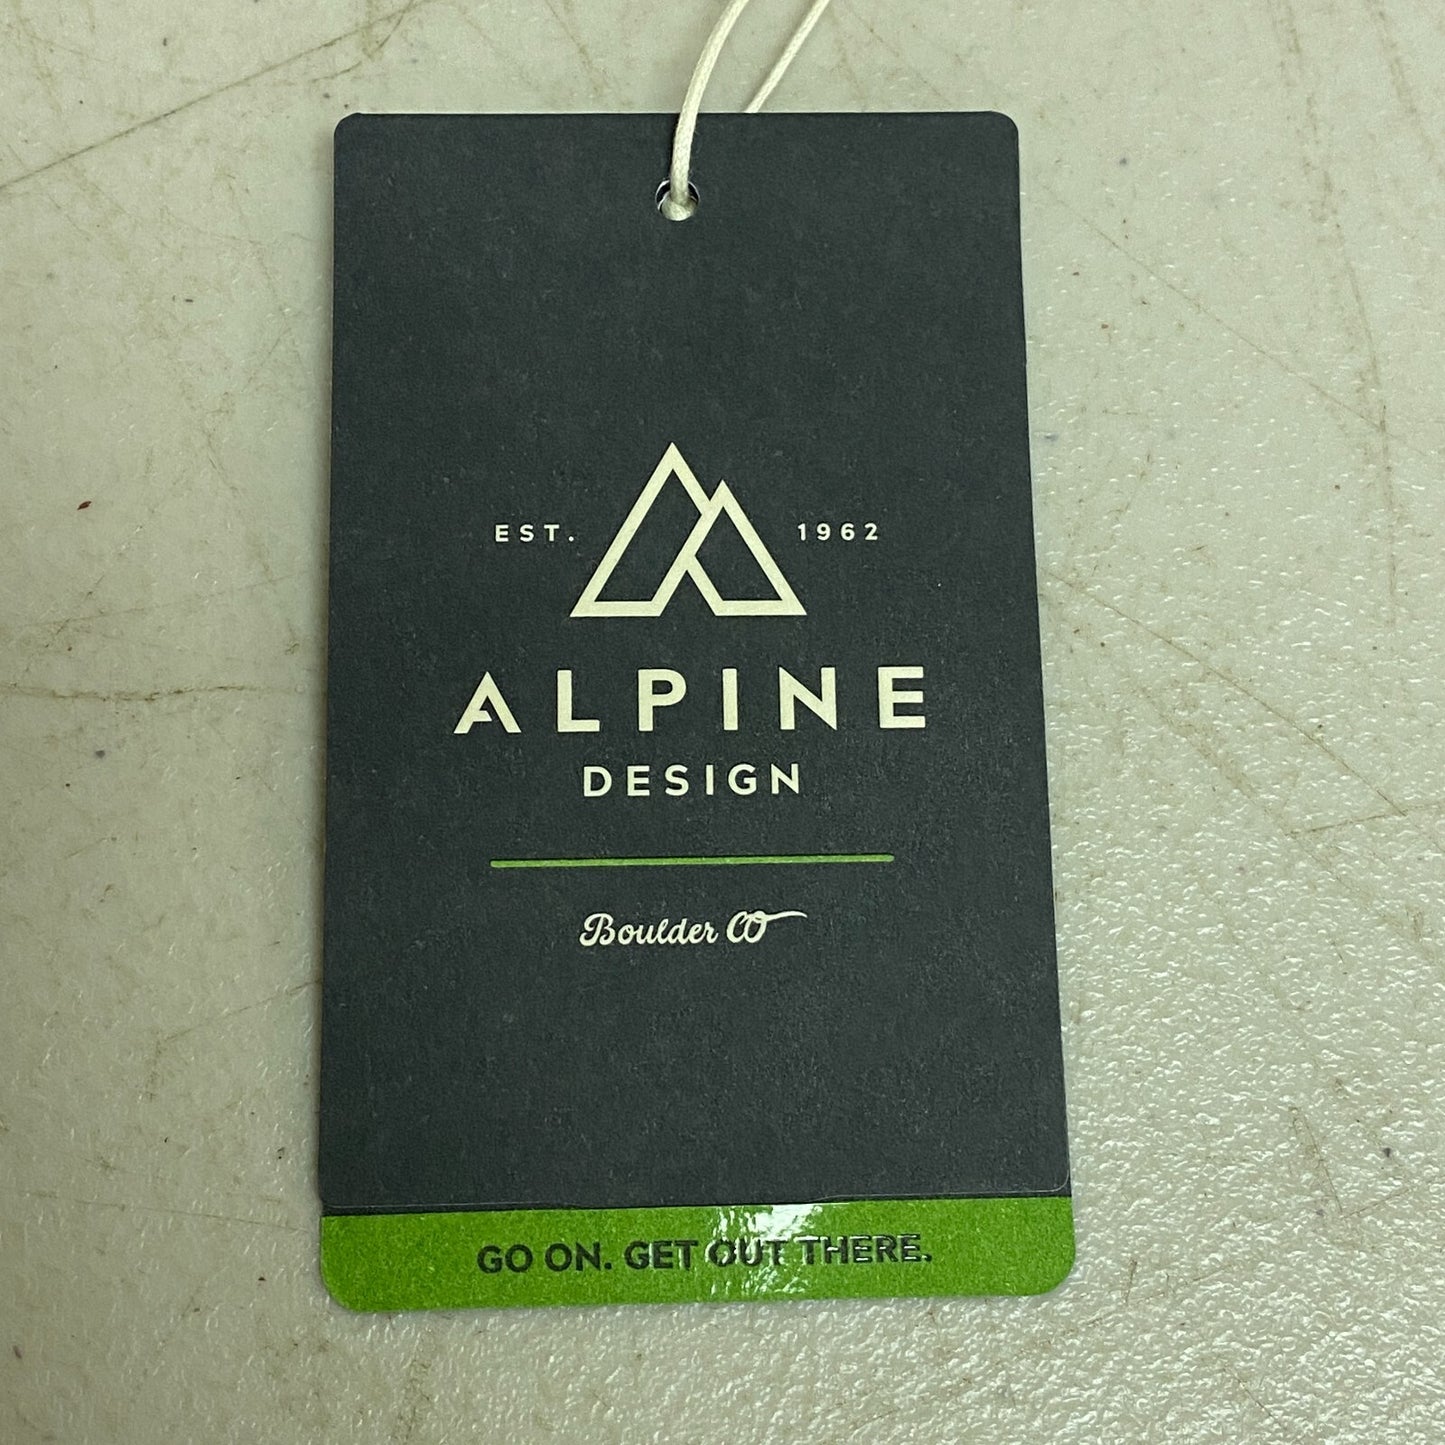 EST. 1962
ALPINE
DESIGN
Boulder CO
GO ON. GET OUT THERE.